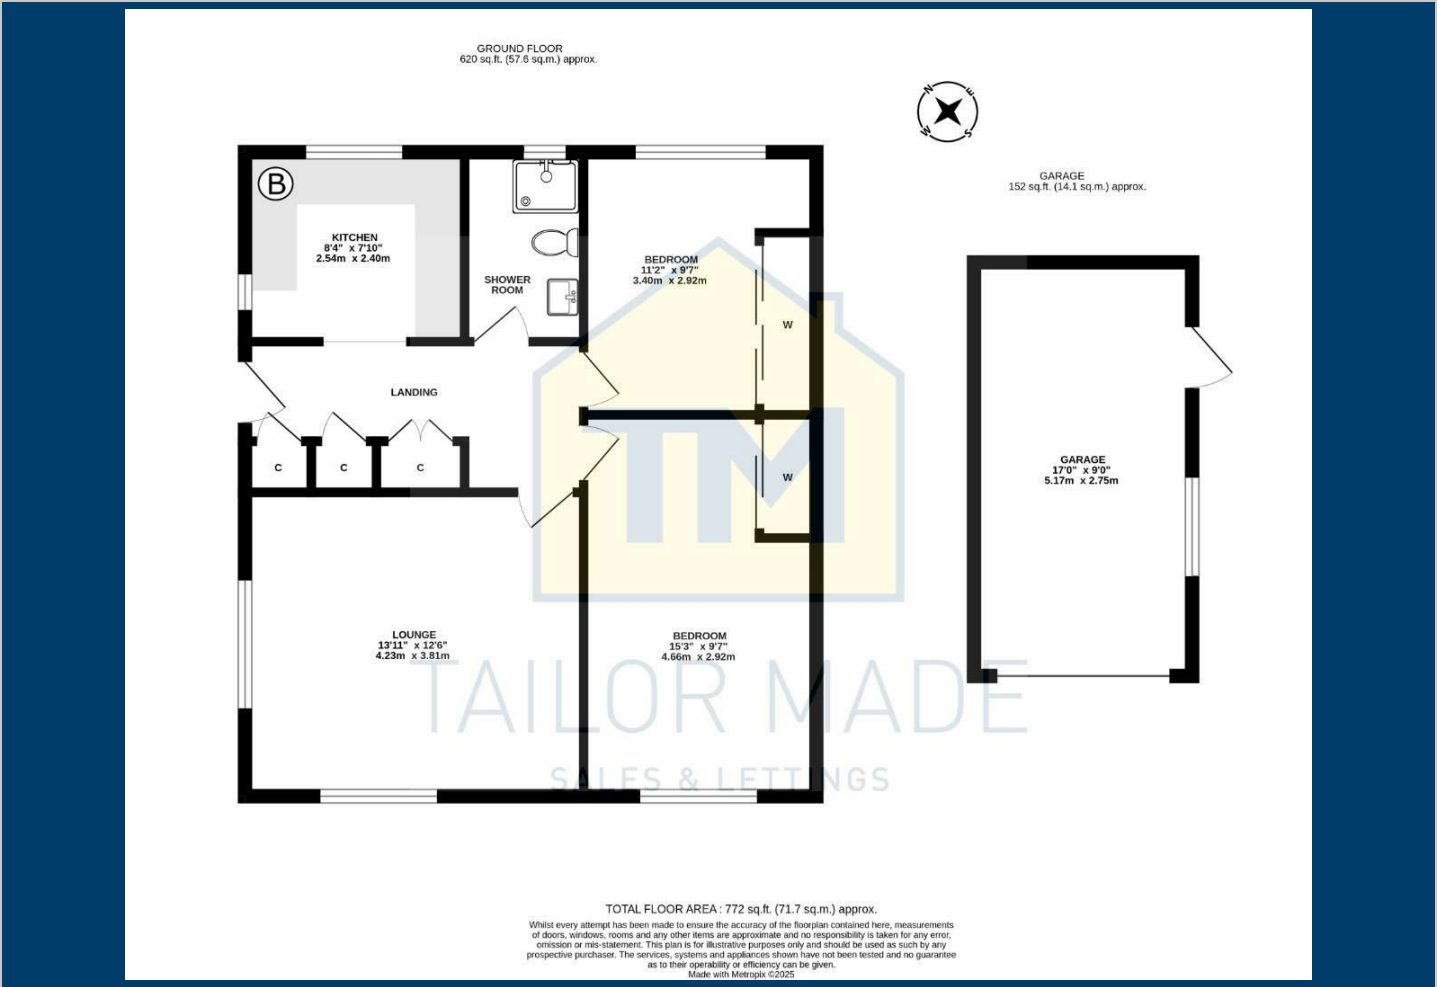 GROUND FLOOR
620 sq.ft. (57.6 sq.m.) approx.
N
E
W
S
GARAGE
152 sq.ft. (14.1 sq.m.) approx.
B
KITCHEN
8'4" x 7'10"
2.54m x 2.40m
SHOWER
ROOM
BEDROOM
11'2" x 9'7"
3.40m x 2.92m
W
LANDING
C
C
C
W
GARAGE
17'0" x 9'0"
5.17m x 2.75m
LOUNGE
13'11" x 12'6"
4.23m x 3.81m
BEDROOM
15'3" x 9'7"
4.66m x 2.92m
TM
TAILOR MADE
SALES & LETTINGS
TOTAL FLOOR AREA : 772 sq.ft. (71.7 sq.m.) approx.
Whilst every attempt has been made to ensure the accuracy of the floorplan contained here, measurements
of doors, windows, rooms and any other items are approximate and no responsibility is taken for any error,
omission or mis-statement. This plan is for illustrative purposes only and should be used as such by any
prospective purchaser. The services, systems and appliances shown have not been tested and no guarantee
as to their operability or efficiency can be given.
Made with Metropix ©2025